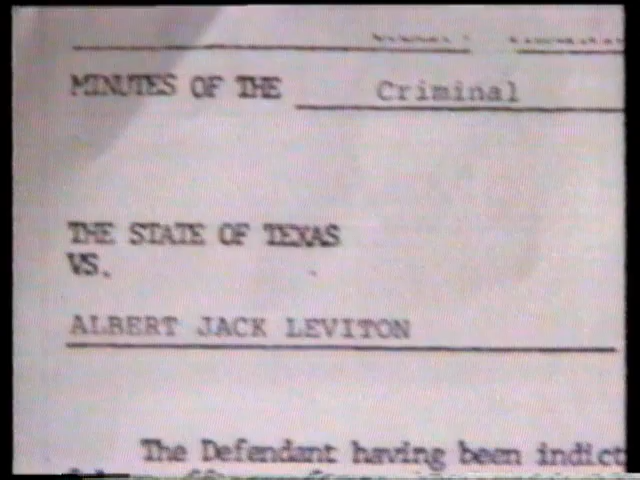 MINUTES OF THE Criminal
THE STATE OF TEXAS
VS.
ALBERT JACK LEVITON
The Defendant having been indict